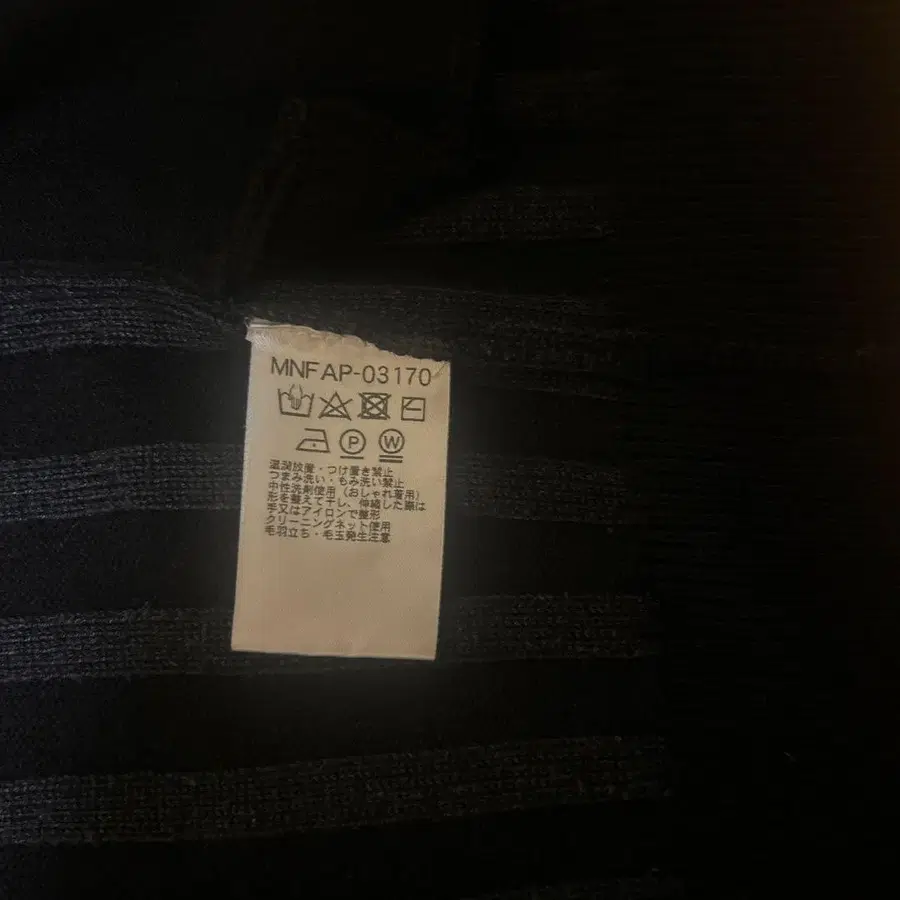 MNFAP-03170
P W
湿潤放置・つけ置き禁止
つまみ洗い・もみ洗い禁止
中性洗剤使用（おしゃれ着用）
形を整えて干し、伸縮した際は
手又はアイロンで整形
クリーニングネット使用
毛羽立ち・毛玉発生注意